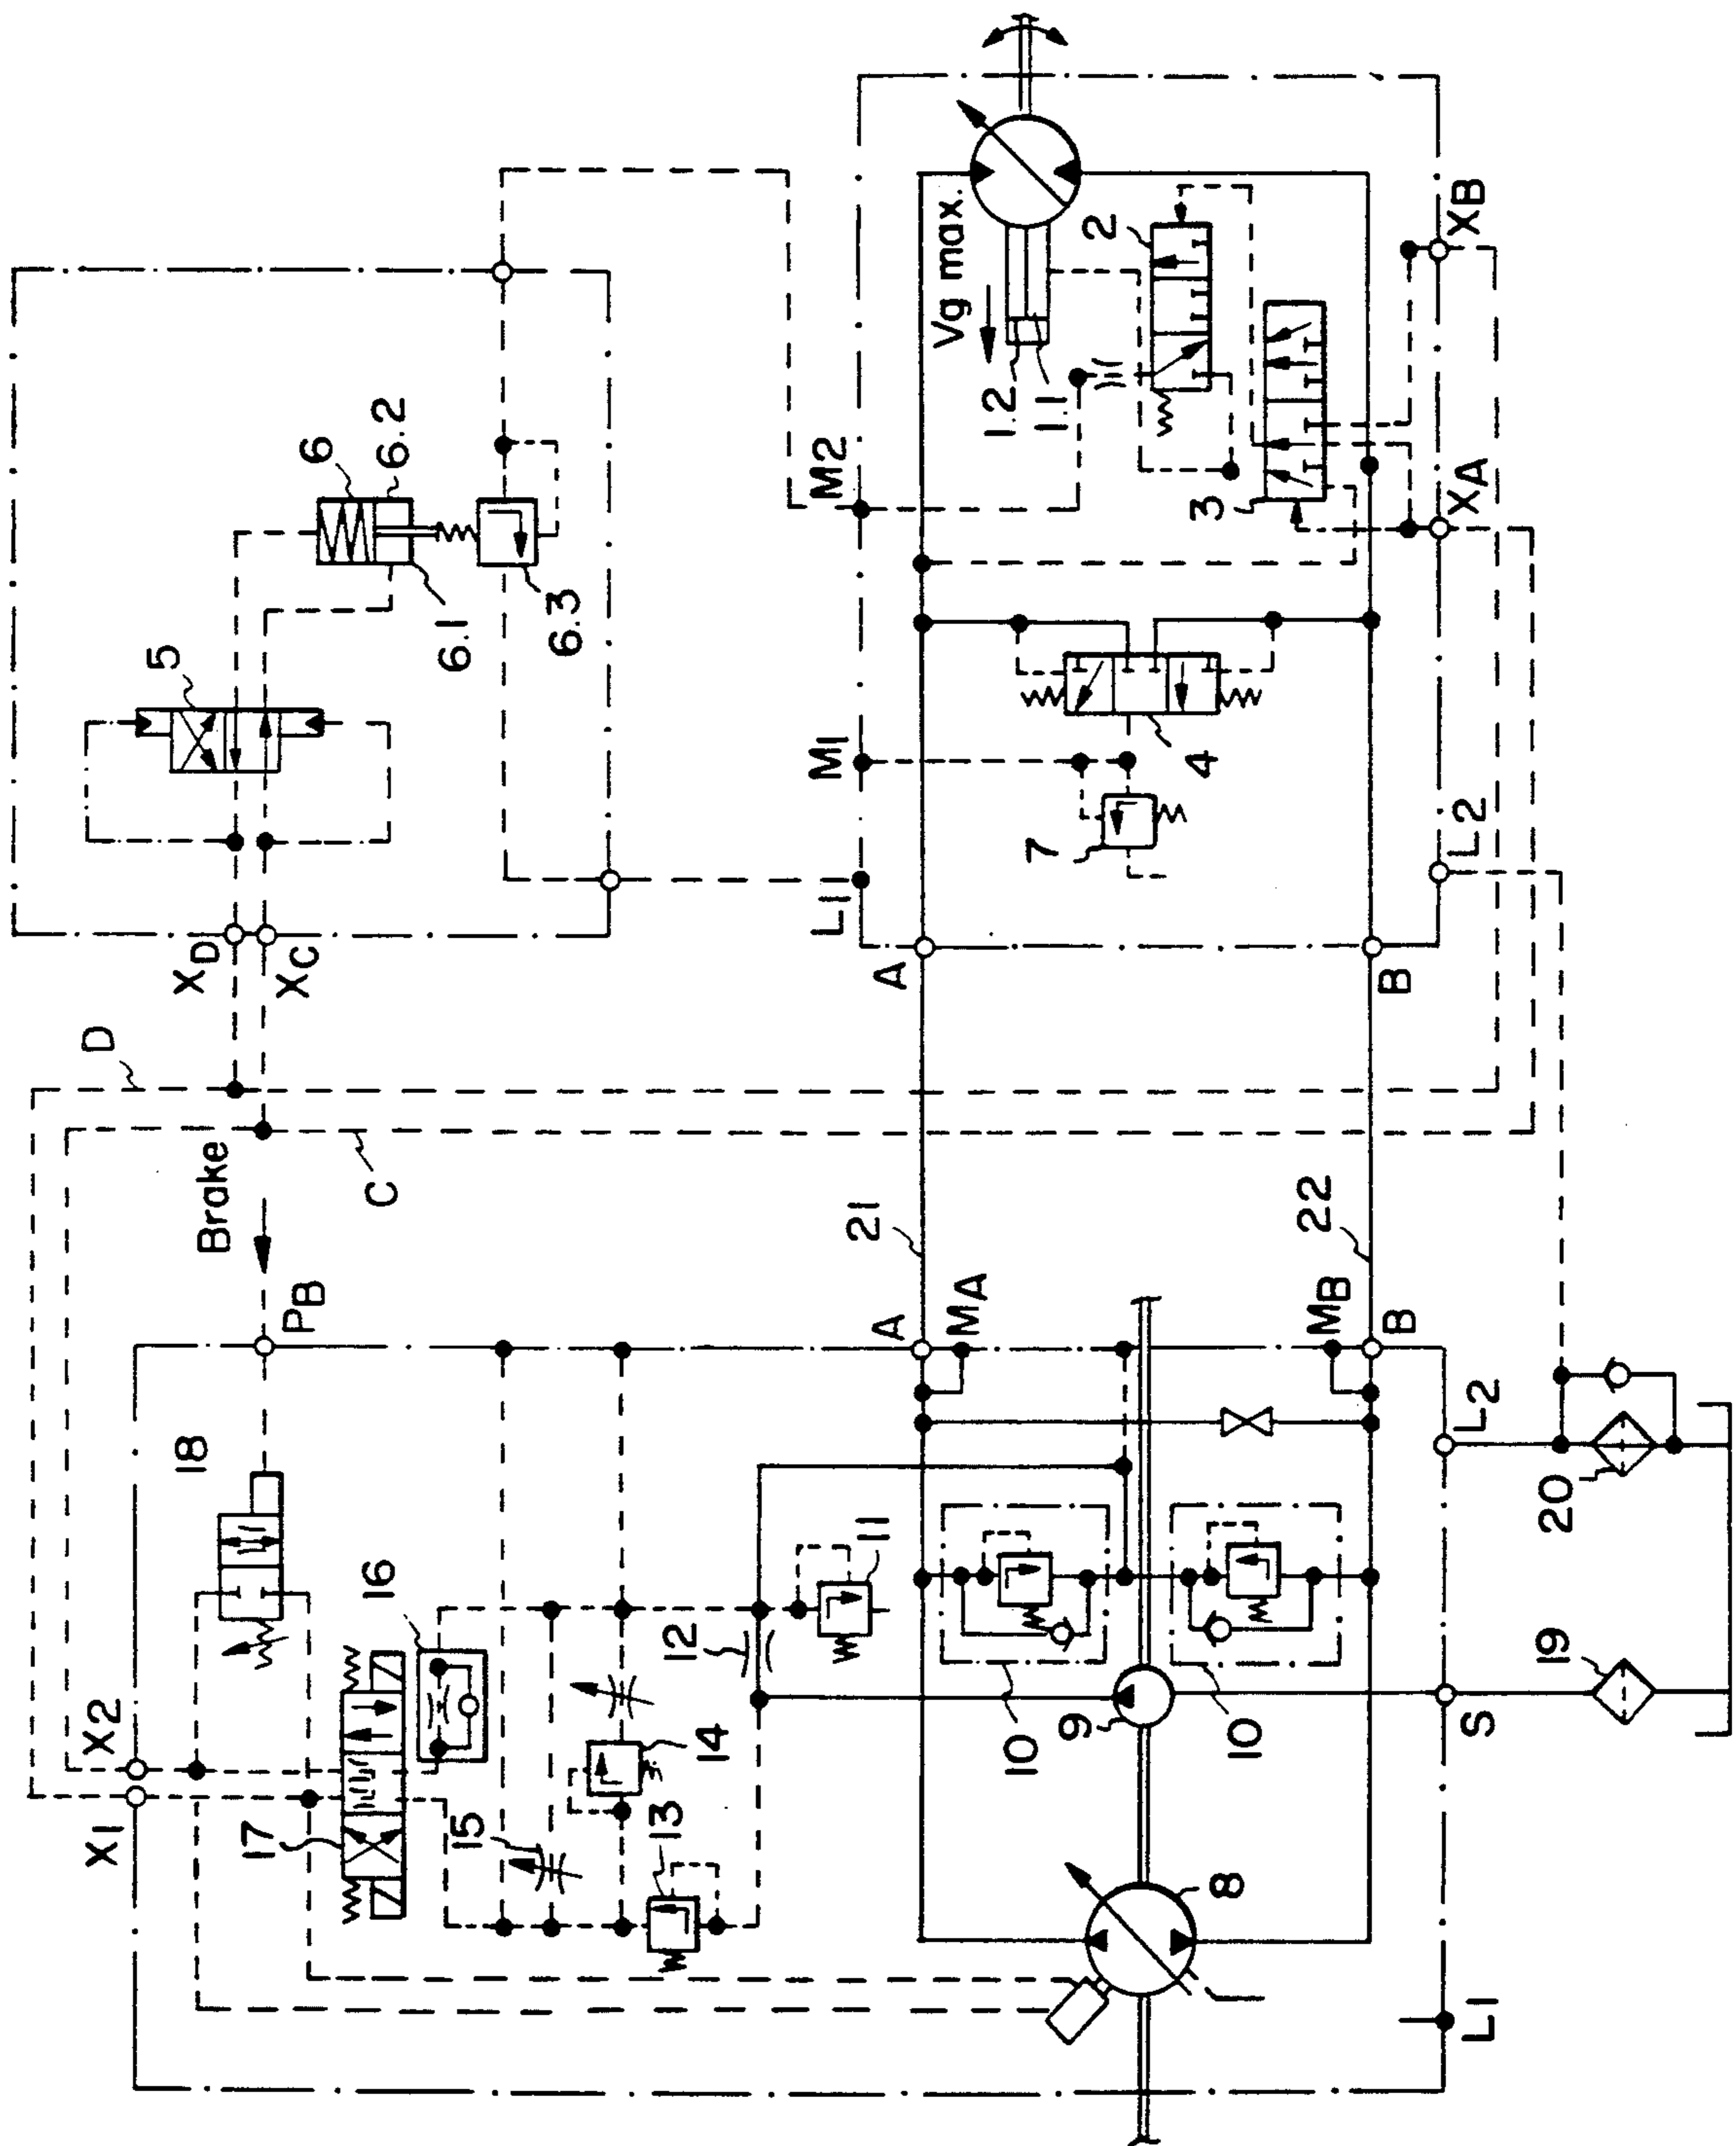 D
XD
XC
5
6
6.2
6.1
6.3
Brake
C
X2
X1
PB
18
17
16
15
14
13
12
11
10
10
9
8
19
20
S
L1
L2
A
MA
MB
B
21
22
A
B
L1
L2
M1
M2
7
4
3
2
1.2
1.1
Vg max.
XA
XB